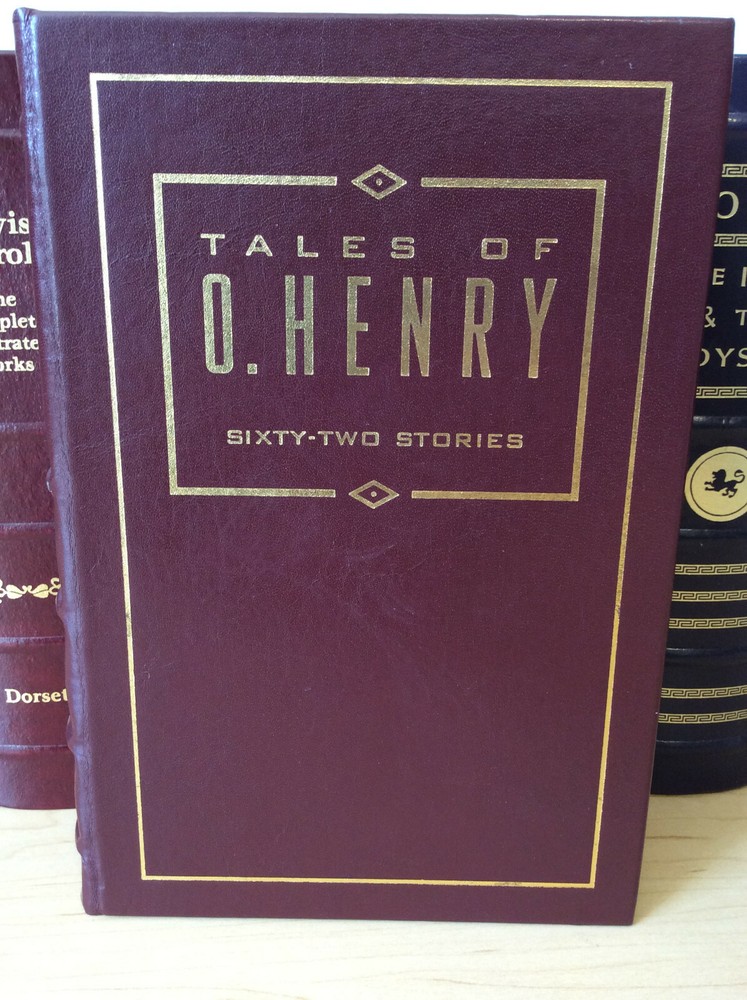 TALES OF
O. HENRY
SIXTY-TWO STORIES
Dorset
& T